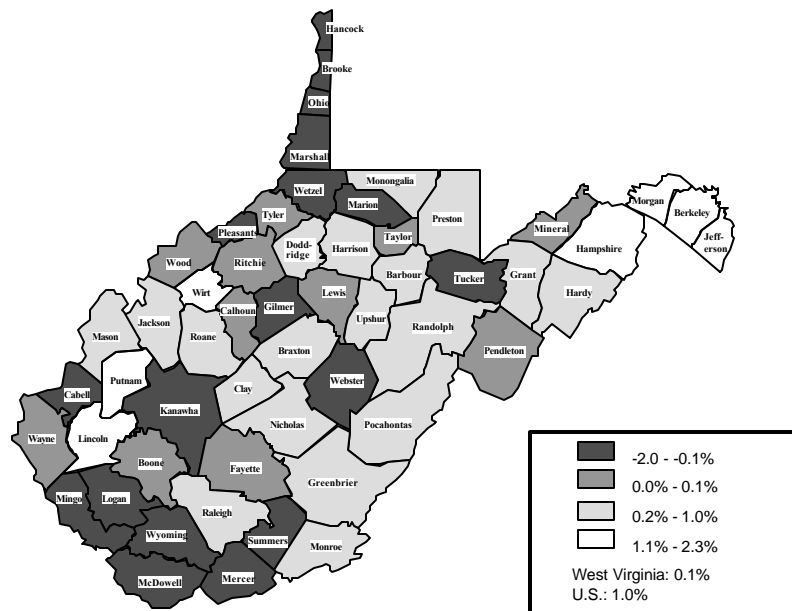 Hancock
Brooke
Ohio
Marshall
Wetzel
Monongalia
Marion
Preston
Morgan
Berkeley
Jeff-
erson
Mineral
Hampshire
Tyler
Pleasants
Taylor
Dodd-
ridge
Harrison
Wood
Ritchie
Barbour
Tucker
Grant
Hardy
Wirt
Calhoun
Gilmer
Lewis
Upshur
Randolph
Jackson
Mason
Roane
Braxton
Pendleton
Putnam
Clay
Webster
Cabell
Kanawha
Nicholas
Pocahontas
Wayne
Lincoln
Boone
Fayette
Greenbrier
Mingo
Logan
Raleigh
Wyoming
Summers
Monroe
McDowell
Mercer
-2.0 - -0.1%
0.0% - 0.1%
0.2% - 1.0%
1.1% - 2.3%
West Virginia: 0.1%
U.S.: 1.0%